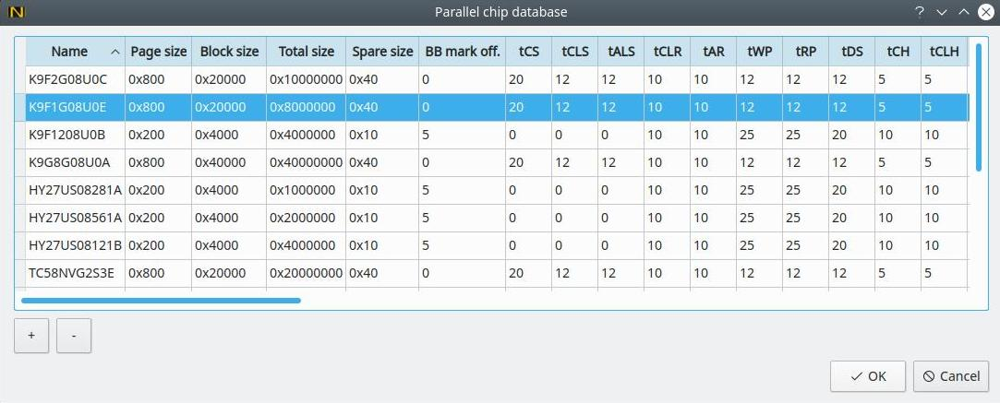 Parallel chip database
Name Page size Block size Total size Spare size BB mark off. tCS tCLS tALS tCLR tAR tWP tRP tDS tCH tCLH
K9F2G08U0C 0x800 0x20000 0x10000000 0x40 0 20 12 12 10 10 12 12 12 5 5
K9F1G08U0E 0x800 0x20000 0x8000000 0x40 0 20 12 12 10 10 12 12 12 5 5
K9F1208U0B 0x200 0x4000 0x4000000 0x10 5 0 0 0 10 10 25 25 20 10 10
K9G8G08U0A 0x800 0x40000 0x40000000 0x40 0 20 12 12 10 10 12 12 12 5 5
HY27US08281A 0x200 0x4000 0x1000000 0x10 5 0 0 0 10 10 25 25 20 10 10
HY27US08561A 0x200 0x4000 0x2000000 0x10 5 0 0 0 10 10 25 25 20 10 10
HY27US08121B 0x200 0x4000 0x4000000 0x10 5 0 0 0 10 10 25 25 20 10 10
TC58NVG2S3E 0x800 0x20000 0x20000000 0x40 0 20 12 12 10 10 12 12 12 5 5
+ -
OK Cancel